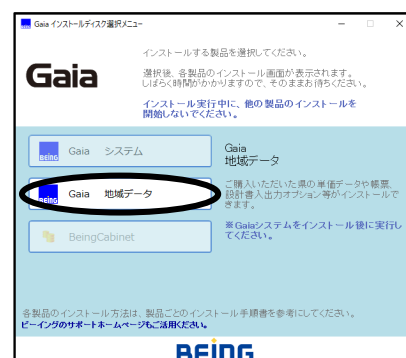 Gaia インストールディスク選択メニュー
インストールする製品を選択してください。
Gaia
選択後、各製品のインストール画面が表示されます。
しばらく時間がかかりますので、そのままお待ちください。
インストール実行中に、他の製品のインストールを
開始しないでください。
BEING
Gaia システム
Gaia
地域データ
BEING
Gaia 地域データ
ご購入いただいた県の単価データや帳票、
設計書入出力オプション等がインストールで
きます。
BeingCabinet
※Gaiaシステムをインストール後に実行し
てください。
各製品のインストール方法は、製品ごとのインストール手順書を参考にしてください。
ビーイングのサポートホームページもご活用ください。
BEING